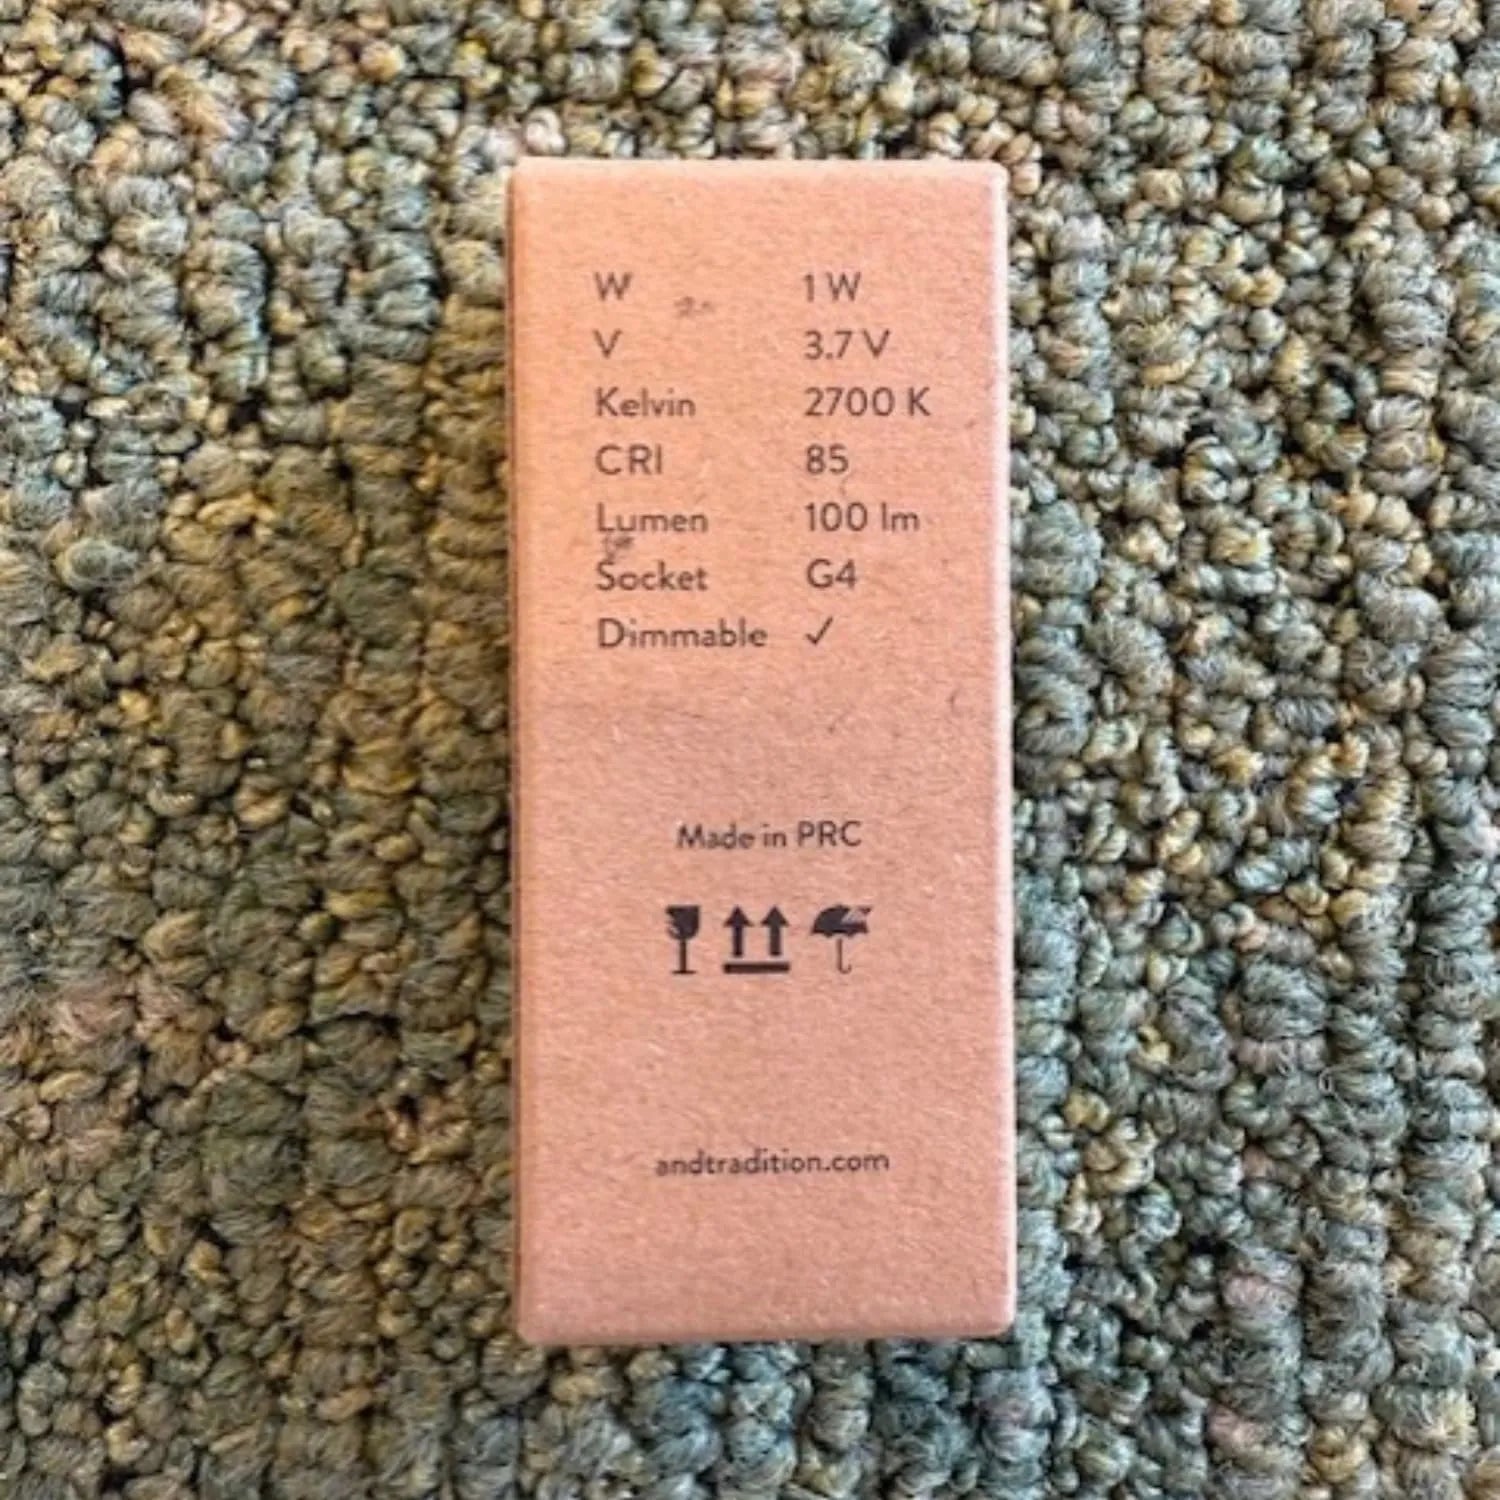 W 1 W
V 3.7 V
Kelvin 2700 K
CRI 85
Lumen 100 lm
Socket G4
Dimmable ✓
Made in PRC
andtradition.com